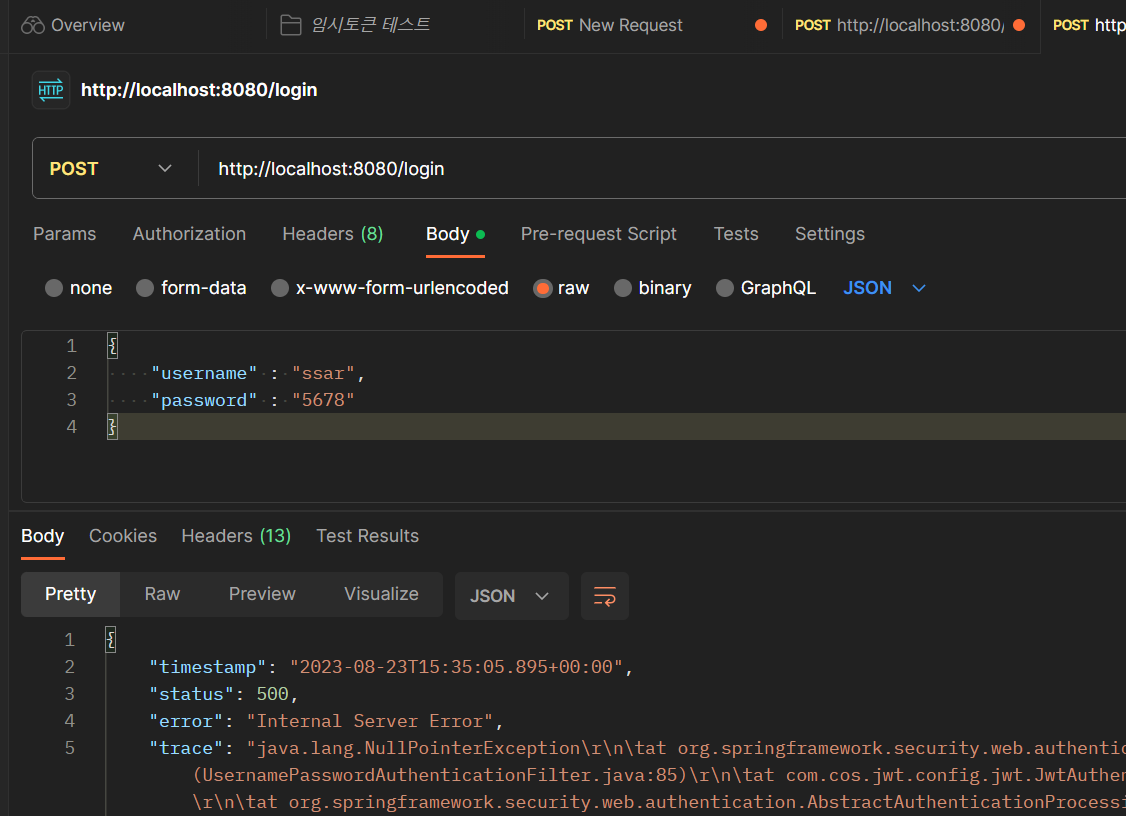 Overview
임시토큰 테스트
POST New Request
POST http://localhost:8080/
POST http
HTTP
http://localhost:8080/login
POST
http://localhost:8080/login
Params
Authorization
Headers (8)
Body
Pre-request Script
Tests
Settings
none
form-data
x-www-form-urlencoded
raw
binary
GraphQL
JSON
1 {
2 "username" : "ssar",
3 "password" : "5678"
4 }
Body
Cookies
Headers (13)
Test Results
Pretty
Raw
Preview
Visualize
JSON
1 {
2 "timestamp": "2023-08-23T15:35:05.895+00:00",
3 "status": 500,
4 "error": "Internal Server Error",
5 "trace": "java.lang.NullPointerException\r\n\tat org.springframework.security.web.authentic
(UsernamePasswordAuthenticationFilter.java:85)\r\n\tat com.cos.jwt.config.jwt.JwtAuthen
\r\n\tat org.springframework.security.web.authentication.AbstractAuthenticationProcessi